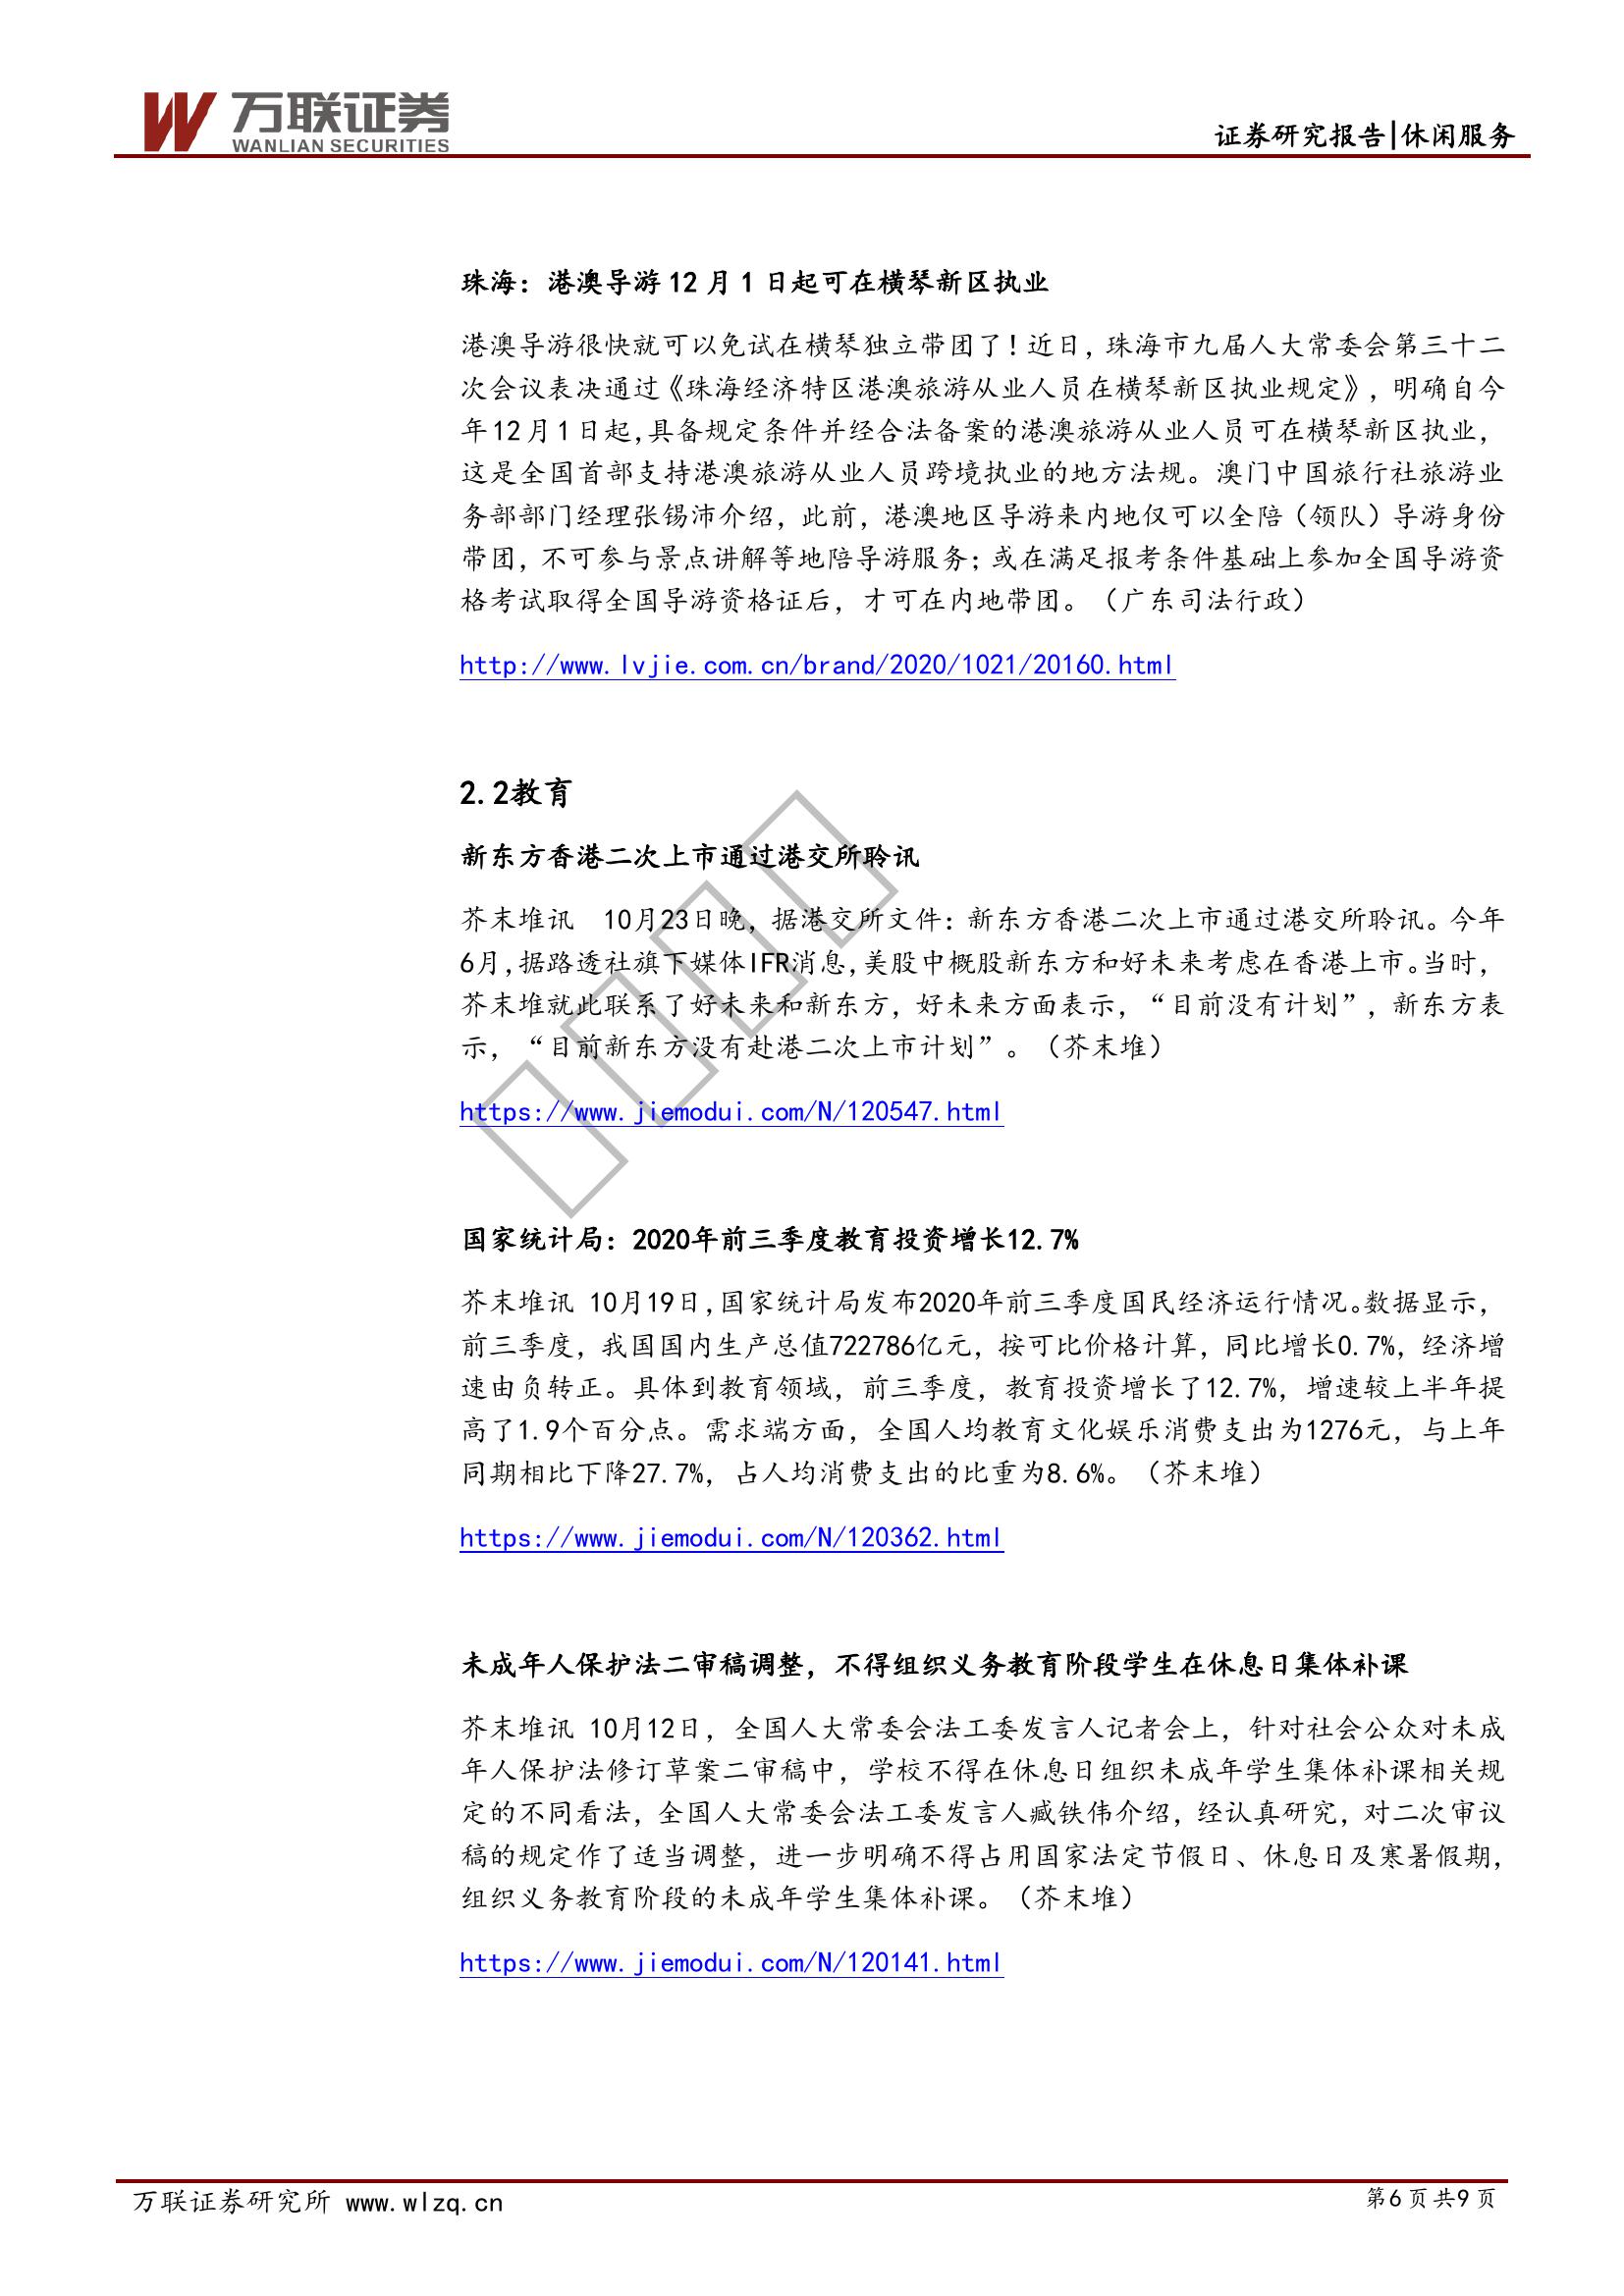 万联证券
WANLIAN SECURITIES
证券研究报告|休闲服务
珠海：港澳导游 12 月 1 日起可在横琴新区执业
港澳导游很快就可以免试在横琴独立带团了！近日，珠海市九届人大常委会第三十二
次会议表决通过《珠海经济特区港澳旅游从业人员在横琴新区执业规定》，明确自今
年12月1日起,具备规定条件并经合法备案的港澳旅游从业人员可在横琴新区执业，
这是全国首部支持港澳旅游从业人员跨境执业的地方法规。澳门中国旅行社旅游业
务部部门经理张锡沛介绍，此前，港澳地区导游来内地仅可以全陪（领队）导游身份
带团，不可参与景点讲解等地陪导游服务；或在满足报考条件基础上参加全国导游资
格考试取得全国导游资格证后，才可在内地带团。（广东司法行政）
http://www.lvjie.com.cn/brand/2020/1021/20160.html
2.2教育
新东方香港二次上市通过港交所聆讯
芥末堆讯  10月23日晚，据港交所文件：新东方香港二次上市通过港交所聆讯。今年
6月,据路透社旗下媒体IFR消息,美股中概股新东方和好未来考虑在香港上市。当时，
芥末堆就此联系了好未来和新东方，好未来方面表示，“目前没有计划”，新东方表
示，“目前新东方没有赴港二次上市计划”。（芥末堆）
https://www.jiemodui.com/N/120547.html
国家统计局：2020年前三季度教育投资增长12.7%
芥末堆讯 10月19日,国家统计局发布2020年前三季度国民经济运行情况。数据显示，
前三季度，我国国内生产总值722786亿元，按可比价格计算，同比增长0.7%，经济增
速由负转正。具体到教育领域，前三季度，教育投资增长了12.7%，增速较上半年提
高了1.9个百分点。需求端方面，全国人均教育文化娱乐消费支出为1276元，与上年
同期相比下降27.7%，占人均消费支出的比重为8.6%。（芥末堆）
https://www.jiemodui.com/N/120362.html
未成年人保护法二审稿调整，不得组织义务教育阶段学生在休息日集体补课
芥末堆讯 10月12日，全国人大常委会法工委发言人记者会上，针对社会公众对未成
年人保护法修订草案二审稿中，学校不得在休息日组织未成年学生集体补课相关规
定的不同看法，全国人大常委会法工委发言人臧铁伟介绍，经认真研究，对二次审议
稿的规定作了适当调整，进一步明确不得占用国家法定节假日、休息日及寒暑假期，
组织义务教育阶段的未成年学生集体补课。（芥末堆）
https://www.jiemodui.com/N/120141.html
万联证券研究所 www.wlzq.cn
第6页共9页